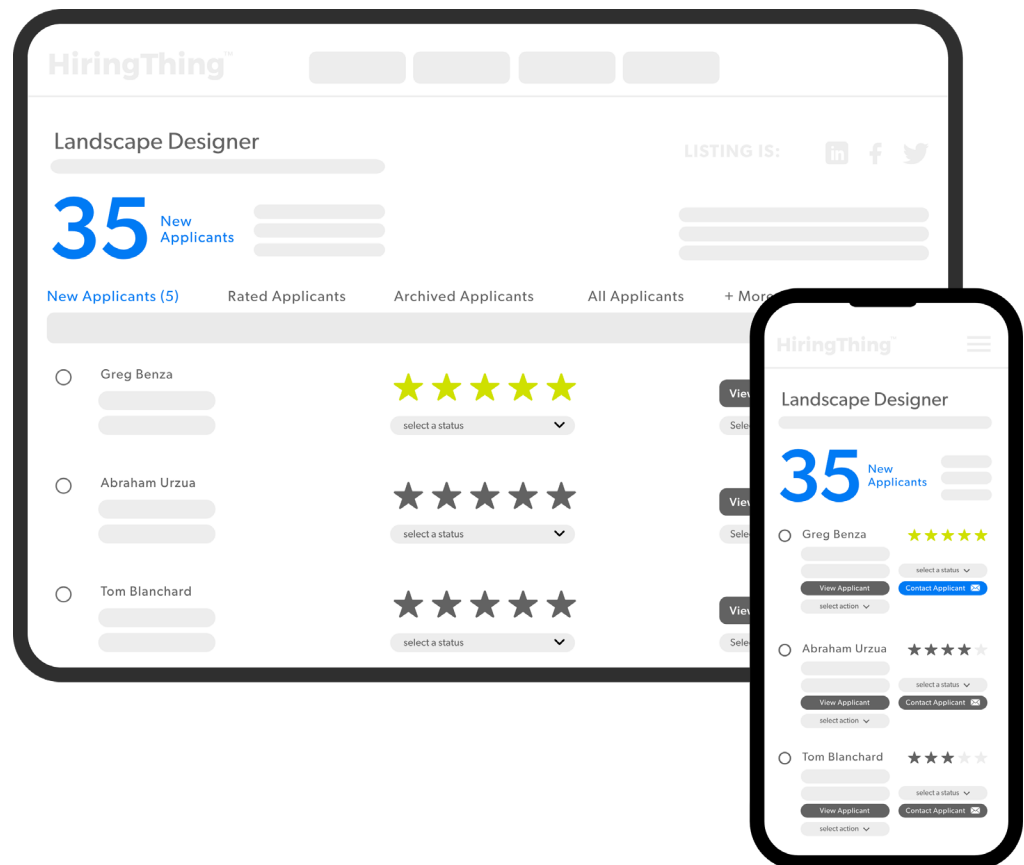 HiringThing™
Landscape Designer
LISTING IS:
35 New Applicants
New Applicants (5) Rated Applicants Archived Applicants All Applicants + More
Greg Benza
select a status
Abraham Urzua
select a status
Tom Blanchard
select a status
HiringThing
Landscape Designer
35 New Applicants
Greg Benza
select a status
View Applicant Contact Applicant
select action
Abraham Urzua
select a status
View Applicant Contact Applicant
select action
Tom Blanchard
select a status
View Applicant Contact Applicant
select action